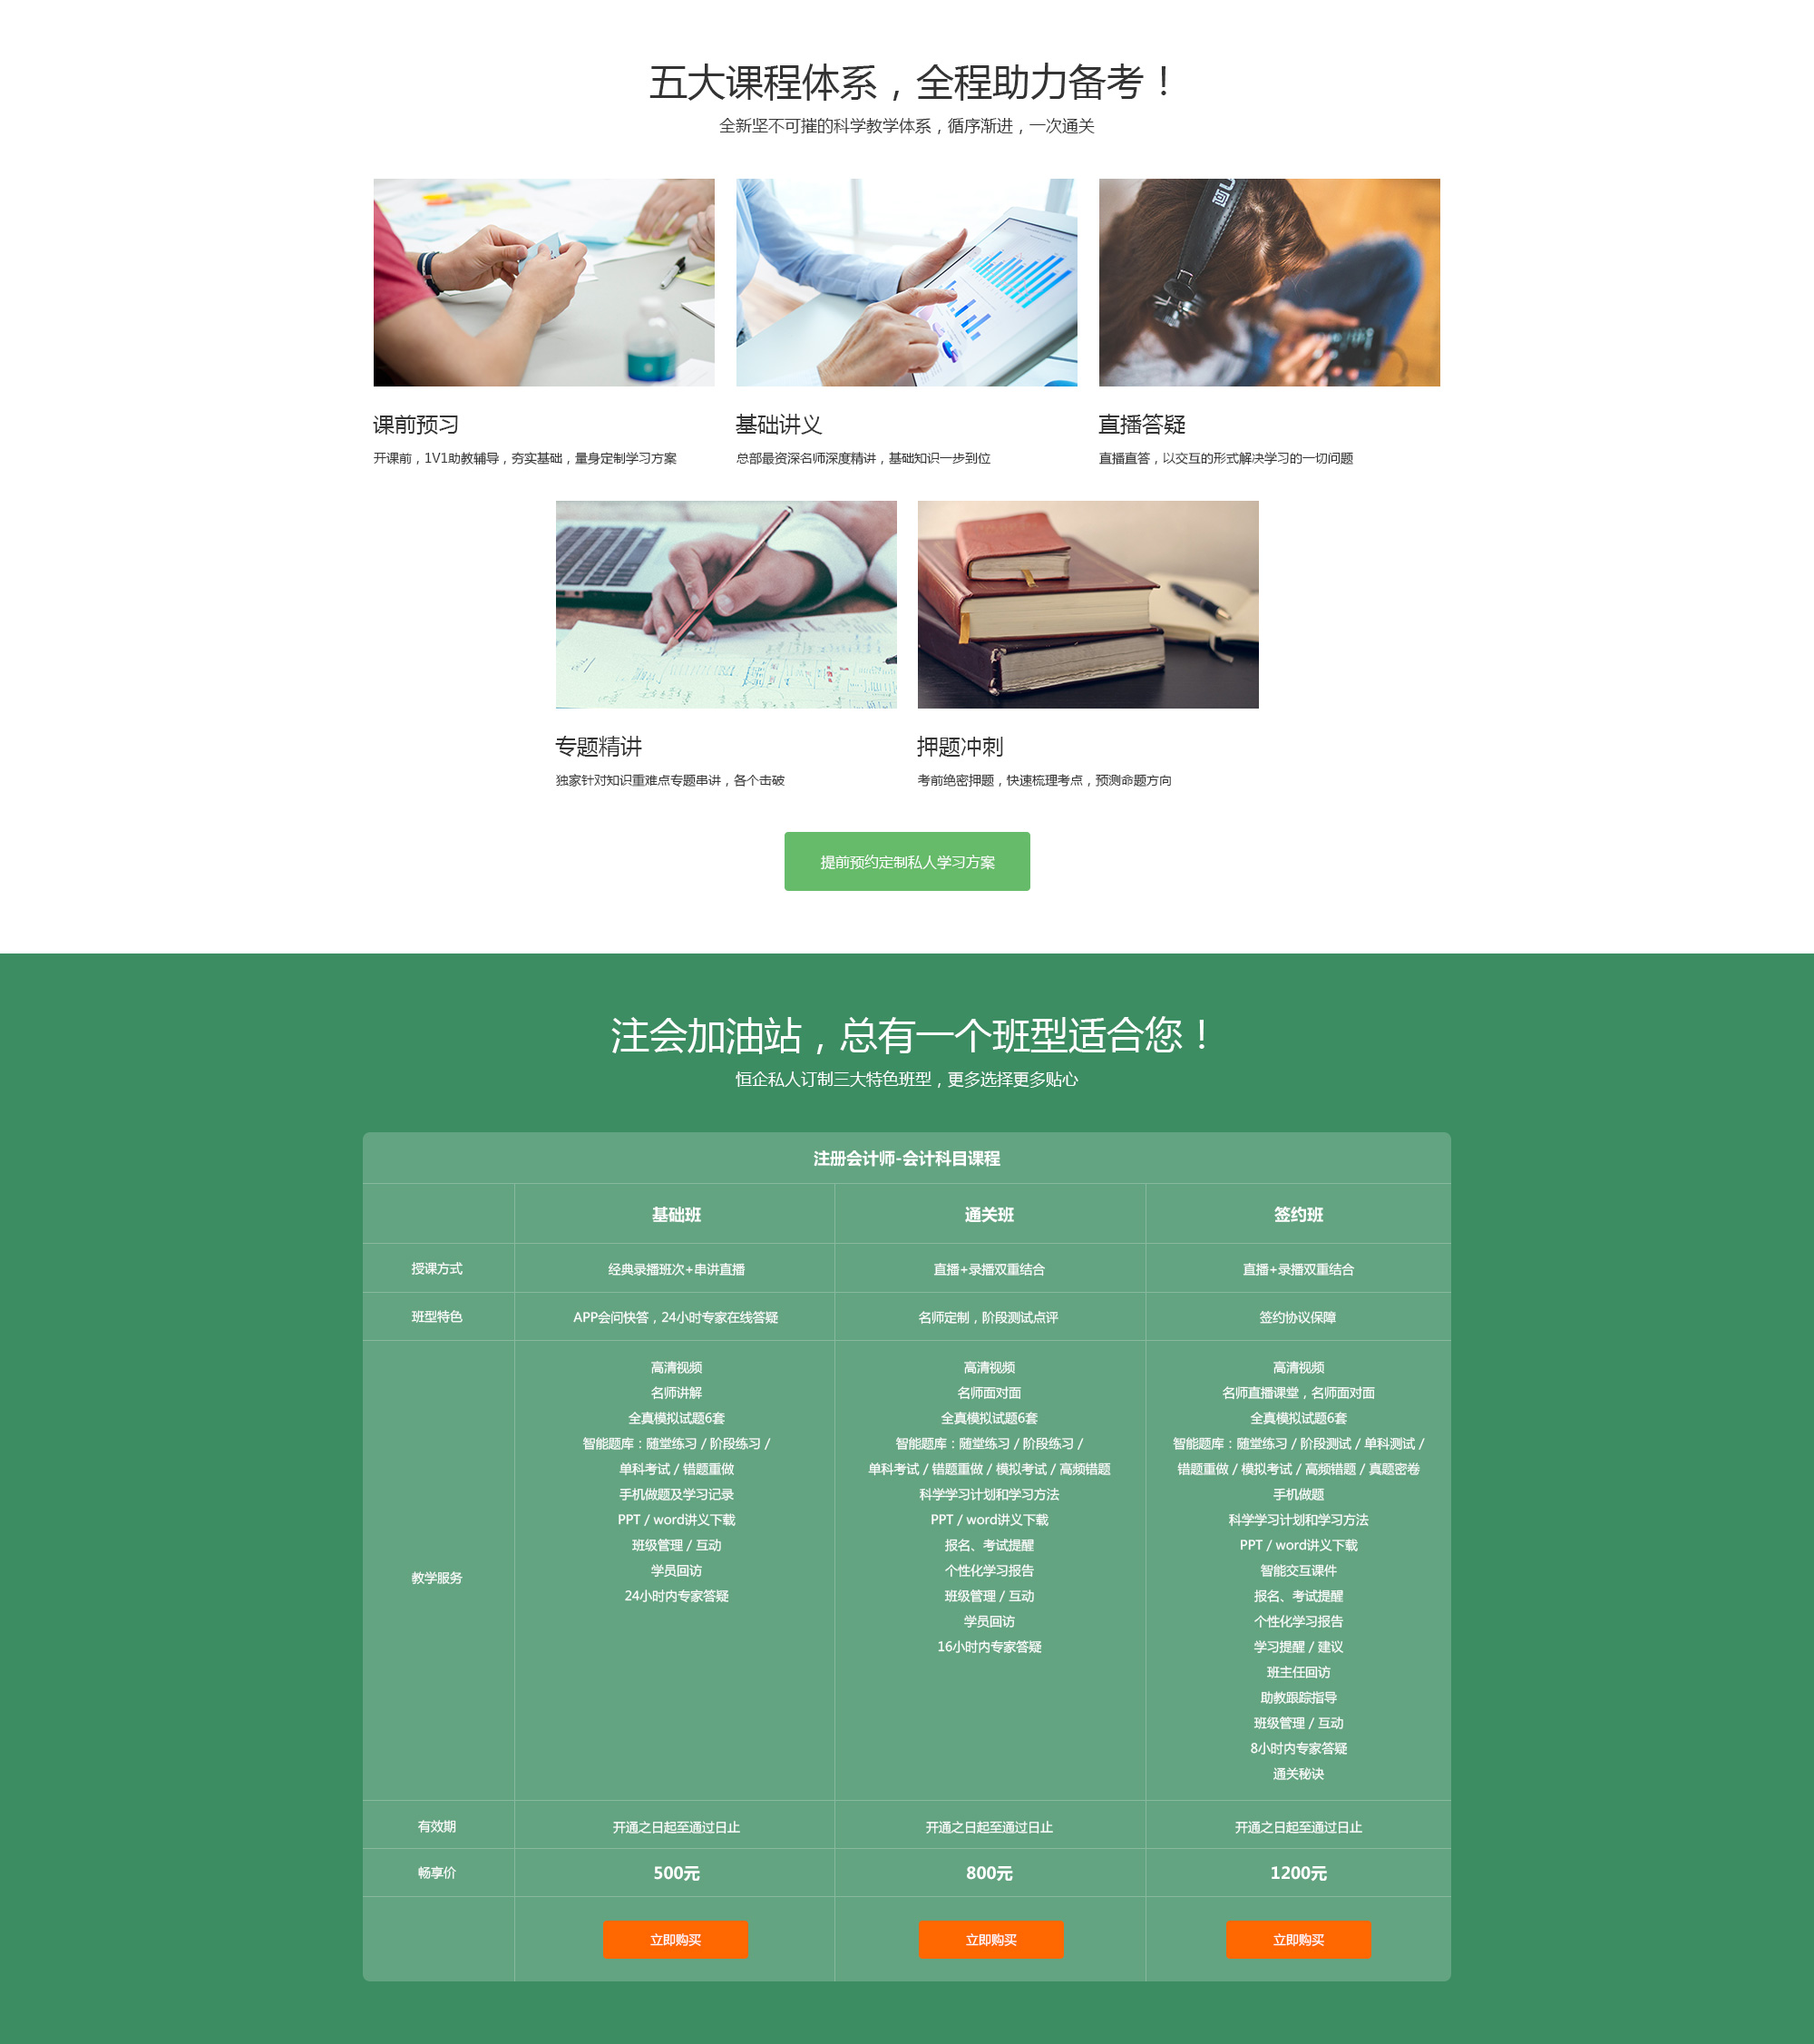 五大课程体系，全程助力备考！
全新坚不可摧的科学教学体系，循序渐进，一次通关
课前预习
开课前，1V1助教辅导，夯实基础，量身定制学习方案
基础讲义
总部最资深名师深度精讲，基础知识一步到位
直播答疑
直播直答，以交互的形式解决学习的一切问题
专题精讲
独家针对知识重难点专题串讲，各个击破
押题冲刺
考前绝密押题，快速梳理考点，预测命题方向
提前预约定制私人学习方案
注会加油站，总有一个班型适合您！
恒企私人订制三大特色班型，更多选择更多贴心
注册会计师-会计科目课程
基础班
通关班
签约班
授课方式
经典录播班次+串讲直播
直播+录播双重结合
直播+录播双重结合
班型特色
APP会问快答，24小时专家在线答疑
名师定制，阶段测试点评
签约协议保障
教学服务
高清视频
名师讲解
全真模拟试题6套
智能题库：随堂练习 / 阶段练习 /
单科考试 / 错题重做
手机做题及学习记录
PPT / word讲义下载
班级管理 / 互动
学员回访
24小时内专家答疑
高清视频
名师面对面
全真模拟试题6套
智能题库：随堂练习 / 阶段练习 /
单科考试 / 错题重做 / 模拟考试 / 高频错题
科学学习计划和学习方法
PPT / word讲义下载
报名、考试提醒
个性化学习报告
班级管理 / 互动
学员回访
16小时内专家答疑
高清视频
名师直播课堂，名师面对面
全真模拟试题6套
智能题库：随堂练习 / 阶段测试 / 单科测试 /
错题重做 / 模拟考试 / 高频错题 / 真题密卷
手机做题
科学学习计划和学习方法
PPT / word讲义下载
智能交互课件
报名、考试提醒
个性化学习报告
学习提醒 / 建议
班主任回访
助教跟踪指导
班级管理 / 互动
8小时内专家答疑
通关秘诀
有效期
开通之日起至通过日止
开通之日起至通过日止
开通之日起至通过日止
畅享价
500元
800元
1200元
立即购买
立即购买
立即购买